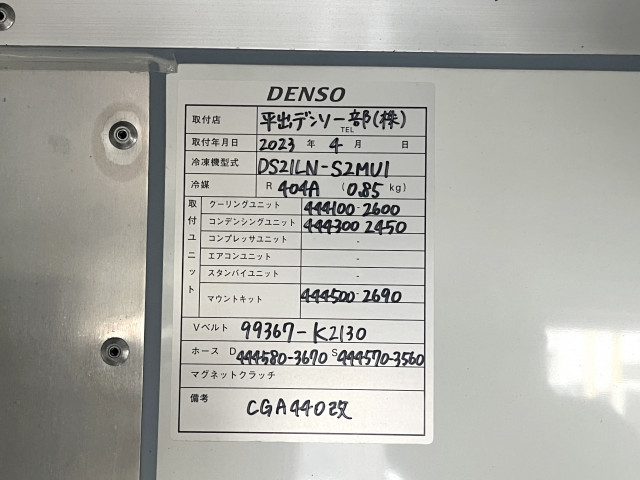 DENSO
取付店 平出デンソー部(株)
TEL
取付年月日 2023 年 4 月 日
冷凍機型式 DS21LN-S2MU1
冷媒 R 404A ( 0.85 kg)
取付ユニット
クーリングユニット 444100-2600
コンデンシングユニット 444300 2450
コンプレッサユニット -
エアコンユニット -
スタンバイユニット -
マウントキット 444500-2690
Vベルト 99367-K2130
ホース D 444580-3670 S 444570-3560
マグネットクラッチ
備考 CGA440改